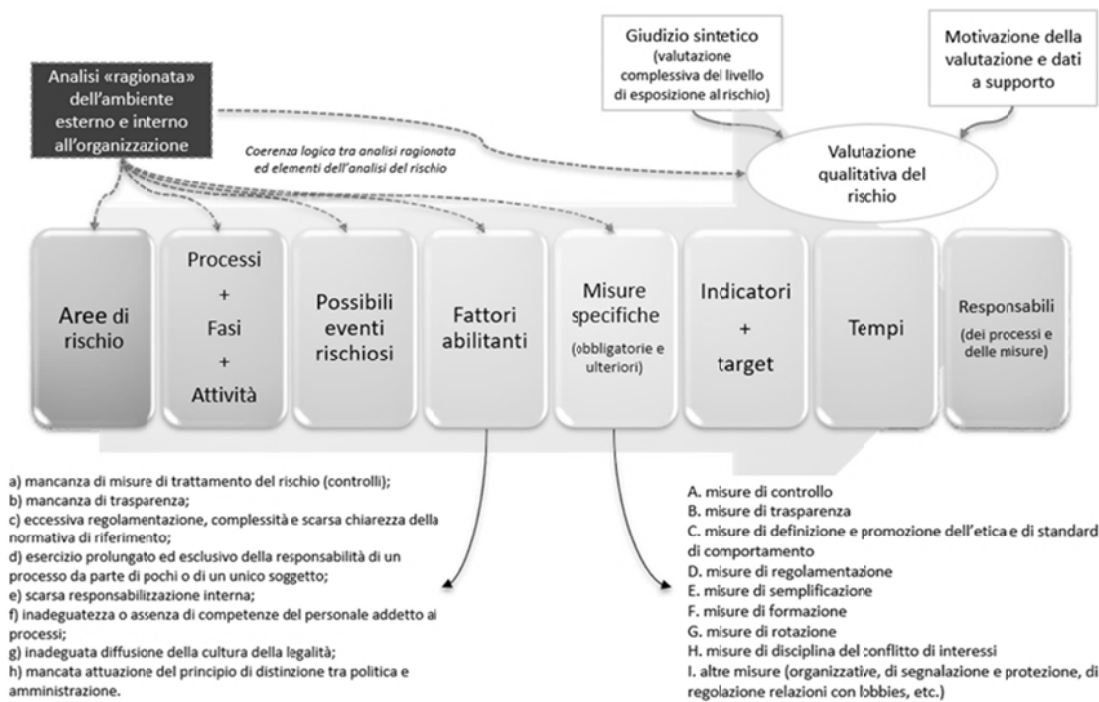 Giudizio sintetico
(valutazione
complessiva del livello
di esposizione al rischio)
Motivazione della
valutazione e dati
a supporto
Analisi «ragionata»
dell'ambiente
esterno e interno
all'organizzazione
Coerenza logica tra analisi ragionata
ed elementi dell'analisi del rischio
Valutazione
qualitativa del
rischio
Aree di
rischio
Processi
+
Fasi
+
Attività
Possibili
eventi
rischiosi
Fattori
abilitanti
Misure
specifiche
(obbligatorie e
ulteriori)
Indicatori
+
target
Tempi
Responsabili
(dei processi e
delle misure)
a) mancanza di misure di trattamento del rischio (controlli);
b) mancanza di trasparenza;
c) eccessiva regolamentazione, complessità e scarsa chiarezza della
normativa di riferimento;
d) esercizio prolungato ed esclusivo della responsabilità di un
processo da parte di pochi o di un unico soggetto;
e) scarsa responsabilizzazione interna;
f) inadeguatezza o assenza di competenze del personale addetto ai
processi;
g) inadeguata diffusione della cultura della legalità;
h) mancata attuazione del principio di distinzione tra politica e
amministrazione.
A. misure di controllo
B. misure di trasparenza
C. misure di definizione e promozione dell'etica e di standard
di comportamento
D. misure di regolamentazione
E. misure di semplificazione
F. misure di formazione
G. misure di rotazione
H. misure di disciplina del conflitto di interessi
I. altre misure (organizzative, di segnalazione e protezione, di
regolazione relazioni con lobbies, etc.)